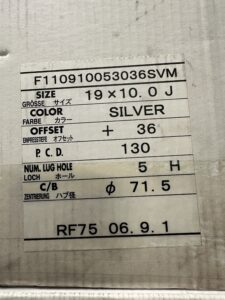 F110910053036SVM
SIZE 19×10.0J
GRÖSSE サイズ
COLOR SILVER
FARBE カラー
OFFSET + 36
EINPRESSTIEFE オフセット
P.C.D. 130
NUM. LUG HOLE 5 H
LOCH ホール
C/B φ71.5
ZENTRIERUNG ハブ径
RF75 06.9.1